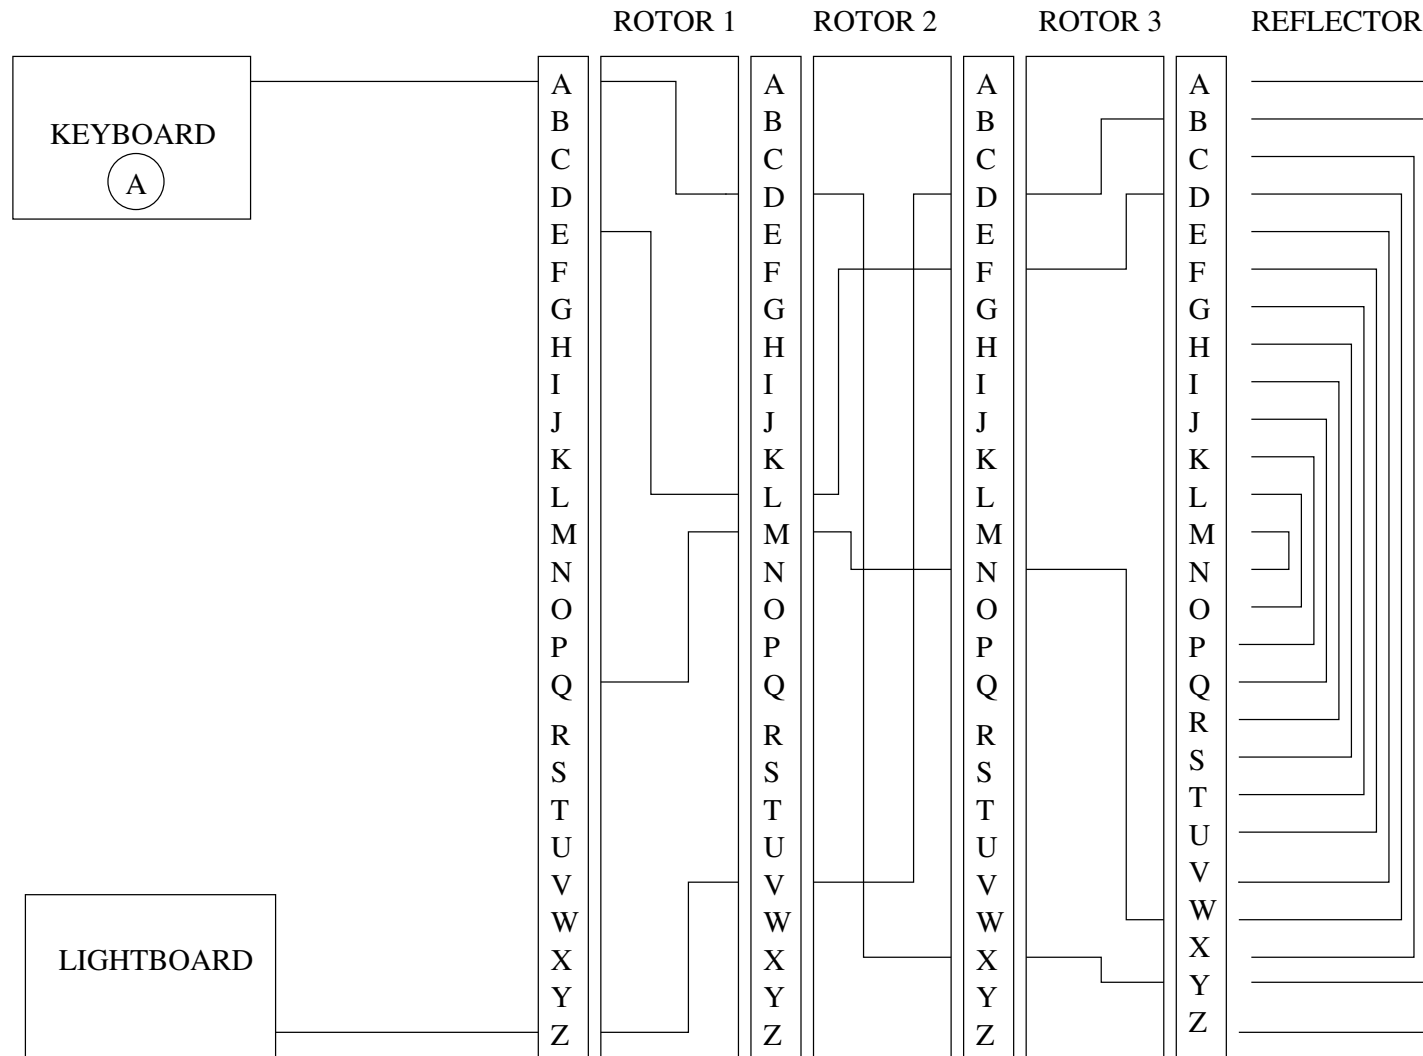 ROTOR 1 ROTOR 2 ROTOR 3 REFLECTOR
A A A A
KEYBOARD B B B B
C C C C
A D D D D
E E E E
F F F F
G G G G
H H H H
I I I I
J J J J
K K K K
L L L L
M M M M
N N N N
O O O O
P P P P
Q Q Q Q
R R R R
S S S S
T T T T
U U U U
V V V V
W W W W
LIGHTBOARD X X X X
Y Y Y Y
Z Z Z Z